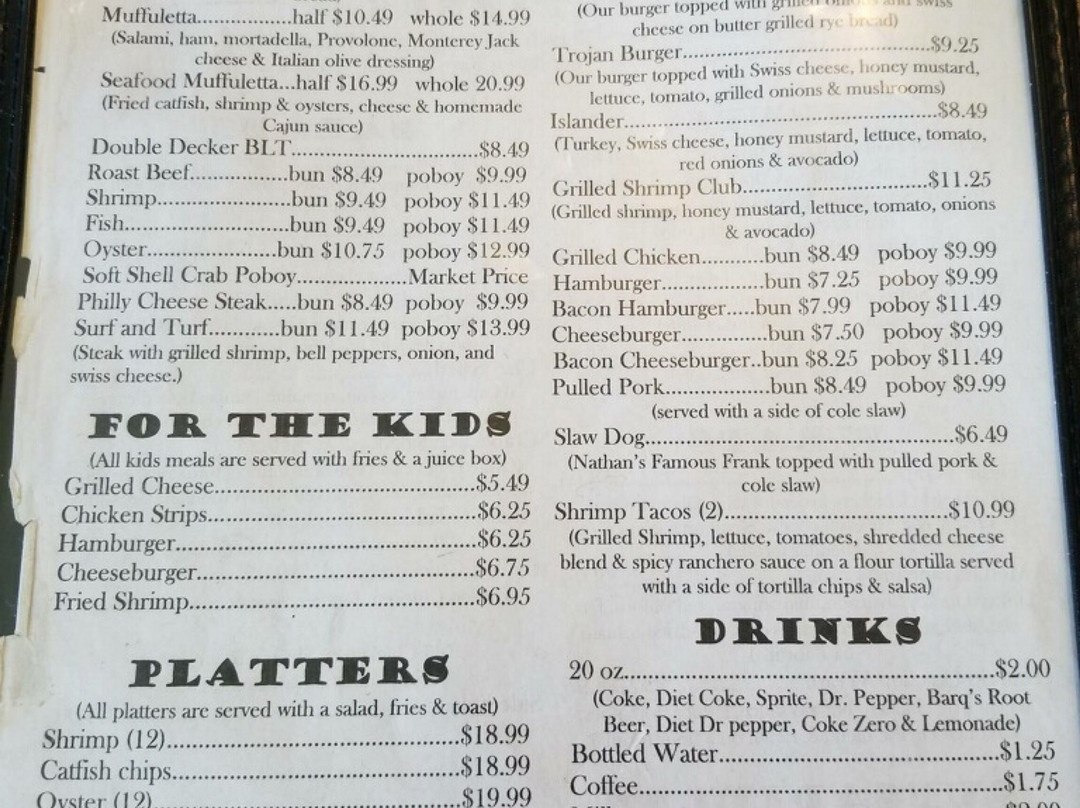 Muffuletta.................half $10.49 whole $14.99
(Salami, ham, mortadella, Provolone, Monterey Jack
cheese & Italian olive dressing)
Seafood Muffuletta...half $16.99 whole 20.99
(Fried catfish, shrimp & oysters, cheese & homemade
Cajun sauce)
Double Decker BLT...................................$8.49
Roast Beef..................bun $8.49 poboy $9.99
Shrimp........................bun $9.49 poboy $11.49
Fish..............................bun $9.49 poboy $11.49
Oyster.........................bun $10.75 poboy $12.99
Soft Shell Crab Poboy....................Market Price
Philly Cheese Steak.....bun $8.49 poboy $9.99
Surf and Turf.............bun $11.49 poboy $13.99
(Steak with grilled shrimp, bell peppers, onion, and
swiss cheese.)
FOR THE KIDS
(All kids meals are served with fries & a juice box)
Grilled Cheese................................................$5.49
Chicken Strips.................................................$6.25
Hamburger.......................................................$6.25
Cheeseburger...................................................$6.75
Fried Shrimp....................................................$6.95
PLATTERS
(All platters are served with a salad, fries & toast)
Shrimp (12)......................................................$18.99
Catfish chips.....................................................$18.99
Oyster (12)........................................................$19.99
(Our burger topped with grilled onions and swiss
cheese on butter grilled rye bread)
Trojan Burger.............................................$9.25
(Our burger topped with Swiss cheese, honey mustard,
lettuce, tomato, grilled onions & mushrooms)
Islander.........................................................$8.49
(Turkey, Swiss cheese, honey mustard, lettuce, tomato,
red onions & avocado)
Grilled Shrimp Club..................................$11.25
(Grilled shrimp, honey mustard, lettuce, tomato, onions
& avocado)
Grilled Chicken...........bun $8.49 poboy $9.99
Hamburger..................bun $7.25 poboy $9.99
Bacon Hamburger.....bun $7.99 poboy $11.49
Cheeseburger...............bun $7.50 poboy $9.99
Bacon Cheeseburger..bun $8.25 poboy $11.49
Pulled Pork...................bun $8.49 poboy $9.99
(served with a side of cole slaw)
Slaw Dog.......................................................$6.49
(Nathan's Famous Frank topped with pulled pork &
cole slaw)
Shrimp Tacos (2)........................................$10.99
(Grilled Shrimp, lettuce, tomatoes, shredded cheese
blend & spicy ranchero sauce on a flour tortilla served
with a side of tortilla chips & salsa)
DRINKS
20 oz..................................................................$2.00
(Coke, Diet Coke, Sprite, Dr. Pepper, Barq's Root
Beer, Diet Dr pepper, Coke Zero & Lemonade)
Bottled Water..................................................$1.25
Coffee................................................................$1.75